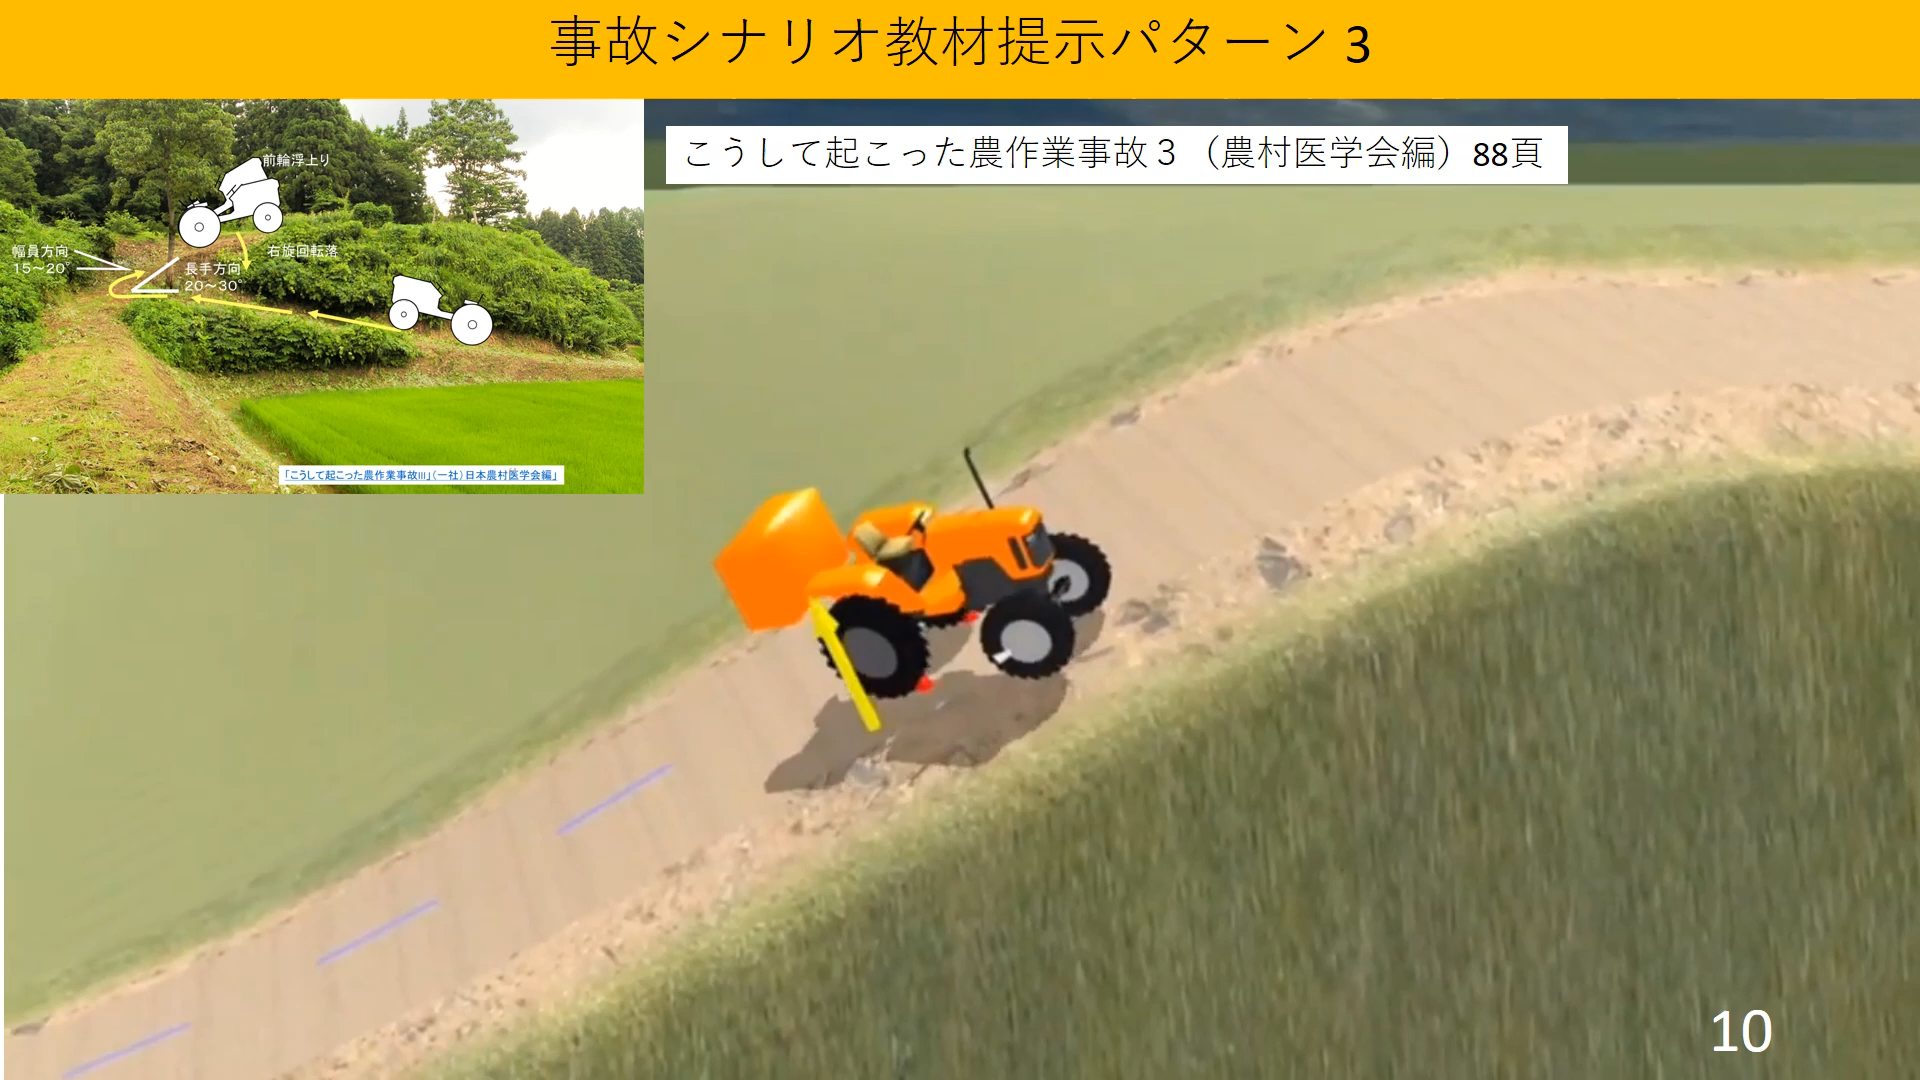 事故シナリオ教材提示パターン 3
こうして起こった農作業事故３（農村医学会編）88頁
前輪浮上り
右旋回転落
幅員方向
15～20°
長手方向
20～30°
「こうして起こった農作業事故III」（一社）日本農村医学会編」
10